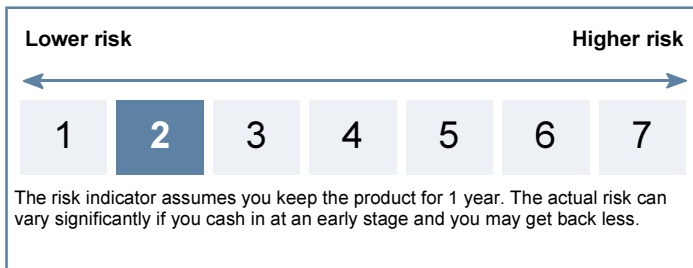 Lower risk Higher risk
1 2 3 4 5 6 7
The risk indicator assumes you keep the product for 1 year. The actual risk can
vary significantly if you cash in at an early stage and you may get back less.